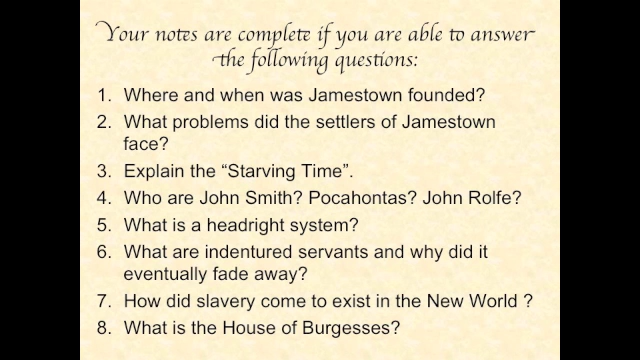 Your notes are complete if you are able to answer
the following questions:
1. Where and when was Jamestown founded?
2. What problems did the settlers of Jamestown
face?
3. Explain the “Starving Time”.
4. Who are John Smith? Pocahontas? John Rolfe?
5. What is a headright system?
6. What are indentured servants and why did it
eventually fade away?
7. How did slavery come to exist in the New World ?
8. What is the House of Burgesses?